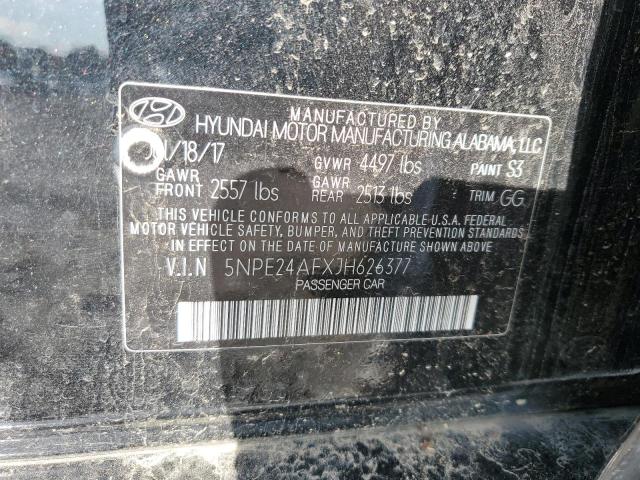 MANUFACTURED BY
HYUNDAI MOTOR MANUFACTURING ALABAMA, LLC
1/18/17 GVWR 4497 lbs PAINT S3
GAWR FRONT 2557 lbs GAWR REAR 2513 lbs TRIM GG
THIS VEHICLE CONFORMS TO ALL APPLICABLE U.S.A. FEDERAL
MOTOR VEHICLE SAFETY, BUMPER, AND THEFT PREVENTION STANDARDS
IN EFFECT ON THE DATE OF MANUFACTURE SHOWN ABOVE.
V.I.N 5NPE24AFXJH626377
PASSENGER CAR